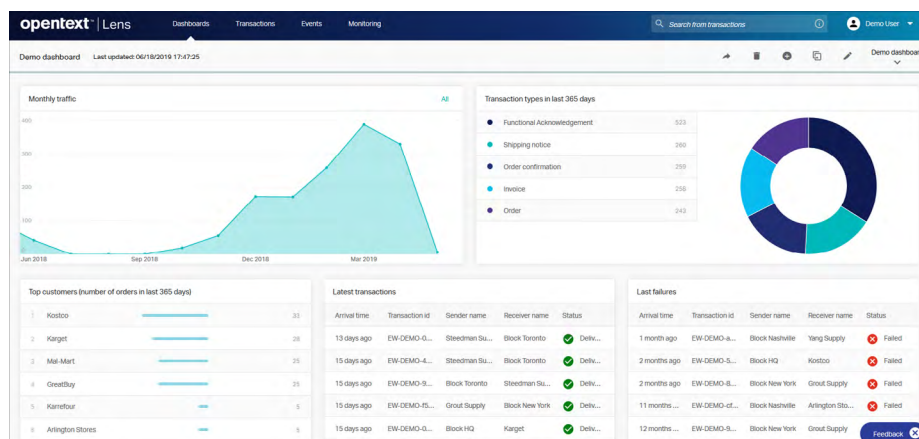 opentext™ | Lens Dashboards Transactions Events Monitoring Search from transactions Demo User
Demo dashboard Last updated: 06/18/2019 17:47:25 Demo dashboar
Monthly traffic All
400
300
200
100
0
Jun 2018 Sep 2018 Dec 2018 Mar 2019
Transaction types in last 365 days
Functional Acknowledgement 523
Shipping notice 260
Order confirmation
Invoice
Order 243
Top customers (number of orders in last 365 days)
1 Kostco 33
2 Karget 28
3 Mal-Mart 25
4 GreatBuy 25
5 Karrefour 5
6 Arlington Stores 5
Latest transactions
Arrival time Transaction id Sender name Receiver name Status
13 days ago EW-DEMO-0... Steedman Su... Block Toronto Deliv...
15 days ago EW-DEMO-4... Steedman Su... Block Toronto Deliv...
15 days ago EW-DEMO-9... Block Toronto Steedman Su... Deliv...
15 days ago EW-DEMO-f5... Grout Supply Block New York Deliv...
15 days ago EW-DEMO-0... Block HQ Karget Deliv...
Last failures
Arrival time Transaction id Sender name Receiver name Status
1 month ago EW-DEMO-a... Block Nashville Yang Supply Failed
2 months ago EW-DEMO-5... Block HQ Kostco Failed
2 months ago EW-DEMO-8... Block New York Grout Supply Failed
11 months ... EW-DEMO-cf... Block Nashville Arlington Sto... Failed
12 months ... EW-DEMO-9... Block New York Grout Supply
Feedback